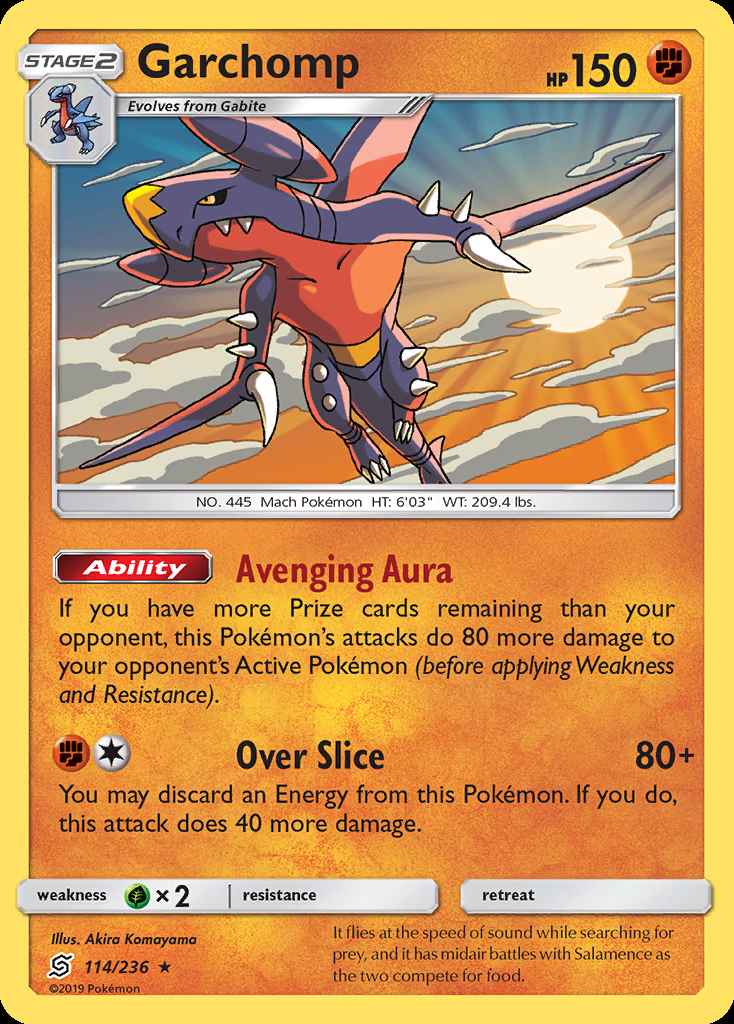 STAGE 2
Garchomp
HP 150
Evolves from Gabite
NO. 445 Mach Pokémon HT: 6'03" WT: 209.4 lbs.
Ability Avenging Aura
If you have more Prize cards remaining than your
opponent, this Pokémon's attacks do 80 more damage to
your opponent's Active Pokémon (before applying Weakness
and Resistance).
Over Slice 80+
You may discard an Energy from this Pokémon. If you do,
this attack does 40 more damage.
weakness ×2 resistance retreat
Illus. Akira Komayama
114/236 ★
©2019 Pokémon
It flies at the speed of sound while searching for
prey, and it has midair battles with Salamence as
the two compete for food.